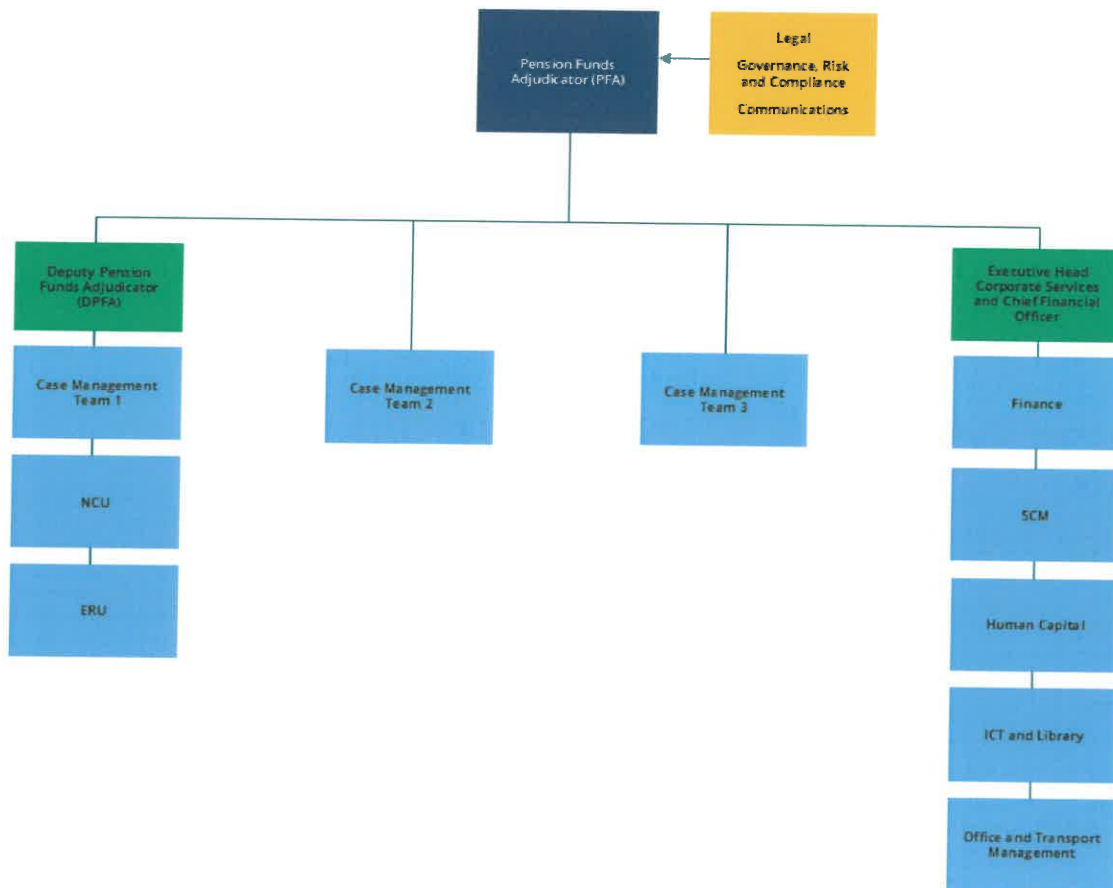 Pension Funds
Adjudicator (PFA)
Legal
Governance, Risk
and Compliance
Communications
Deputy Pension
Funds Adjudicator
(DPFA)
Executive Head
Corporate Services
and Chief Financial
Officer
Case Management
Team 1
Case Management
Team 2
Case Management
Team 3
Finance
NCU
SCM
ERU
Human Capital
ICT and Library
Office and Transport
Management